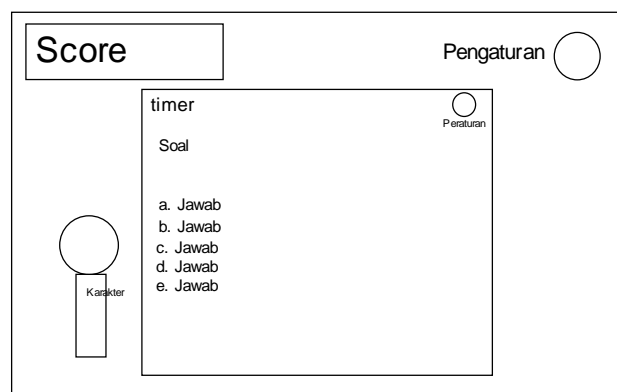 Score
Pengaturan
timer
Peraturan
Soal
a. Jawab
b. Jawab
c. Jawab
d. Jawab
e. Jawab
Karakter